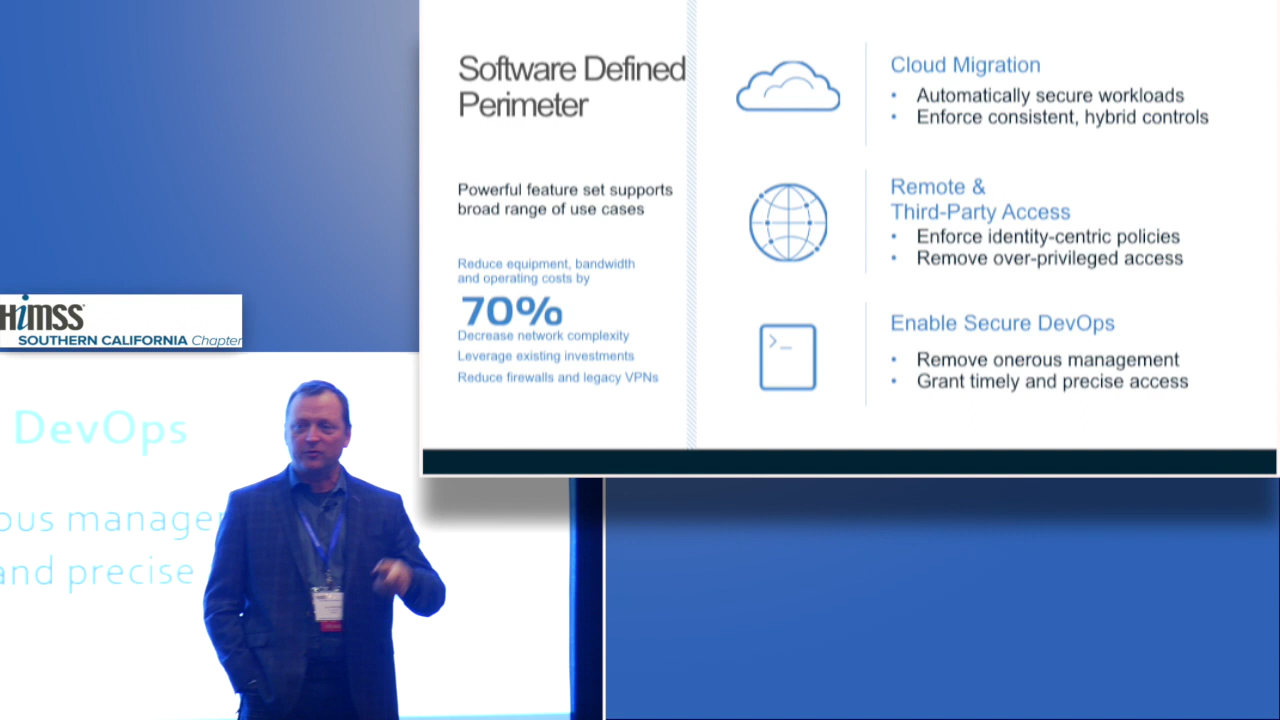 Software Defined
Perimeter
Powerful feature set supports
broad range of use cases
Reduce equipment, bandwidth
and operating costs by
70%
Decrease network complexity
Leverage existing investments
Reduce firewalls and legacy VPNs
Cloud Migration
• Automatically secure workloads
• Enforce consistent, hybrid controls
Remote &
Third-Party Access
• Enforce identity-centric policies
• Remove over-privileged access
>_
Enable Secure DevOps
• Remove onerous management
• Grant timely and precise access
HiMSS
SOUTHERN CALIFORNIA Chapter
DevOps
ous manage
and precise